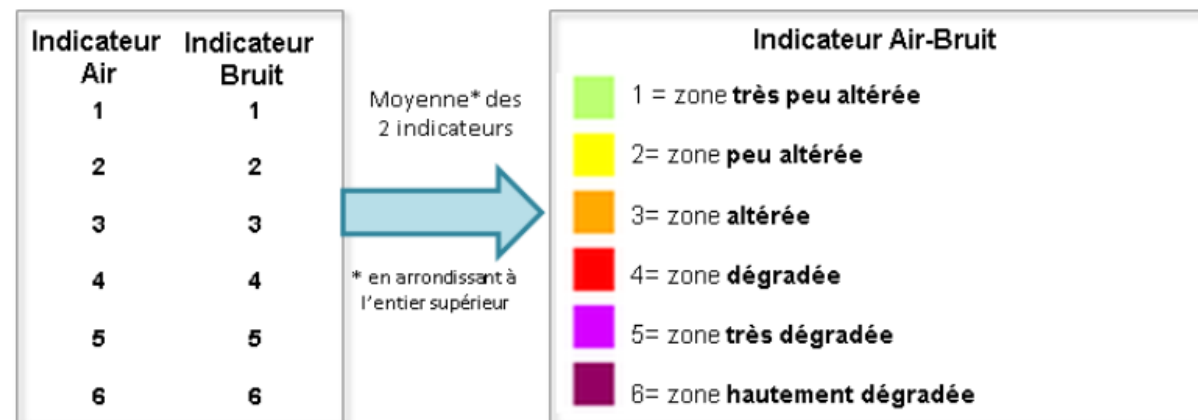 Indicateur Air
Indicateur Bruit
1 1
2 2
3 3
4 4
5 5
6 6
Moyenne* des
2 indicateurs
* en arrondissant à
l'entier supérieur
Indicateur Air-Bruit
1 = zone très peu altérée
2= zone peu altérée
3= zone altérée
4= zone dégradée
5= zone très dégradée
6= zone hautement dégradée